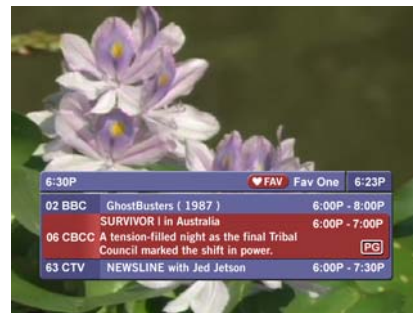 6:30P FAV Fav One 6:23P
02 BBC GhostBusters ( 1987 ) 6:00P - 8:00P
SURVIVOR I in Australia 6:00P - 7:00P
06 CBCC A tension-filled night as the final Tribal
Council marked the shift in power. PG
63 CTV NEWSLINE with Jed Jetson 6:00P - 7:30P